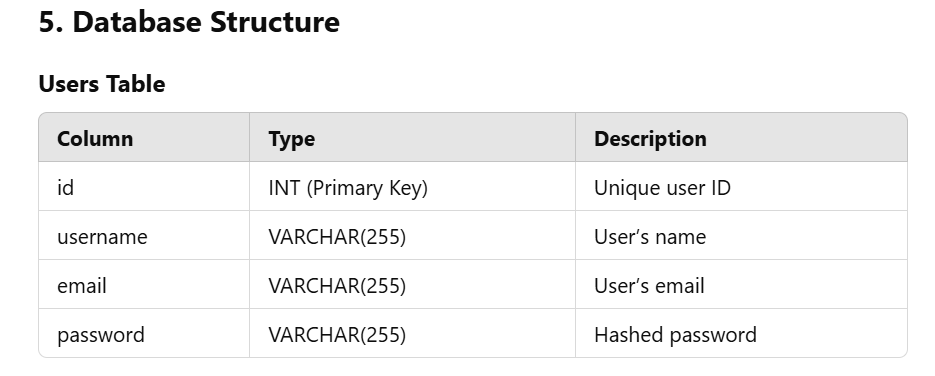 5. Database Structure
Users Table
Column Type Description
id INT (Primary Key) Unique user ID
username VARCHAR(255) User’s name
email VARCHAR(255) User’s email
password VARCHAR(255) Hashed password